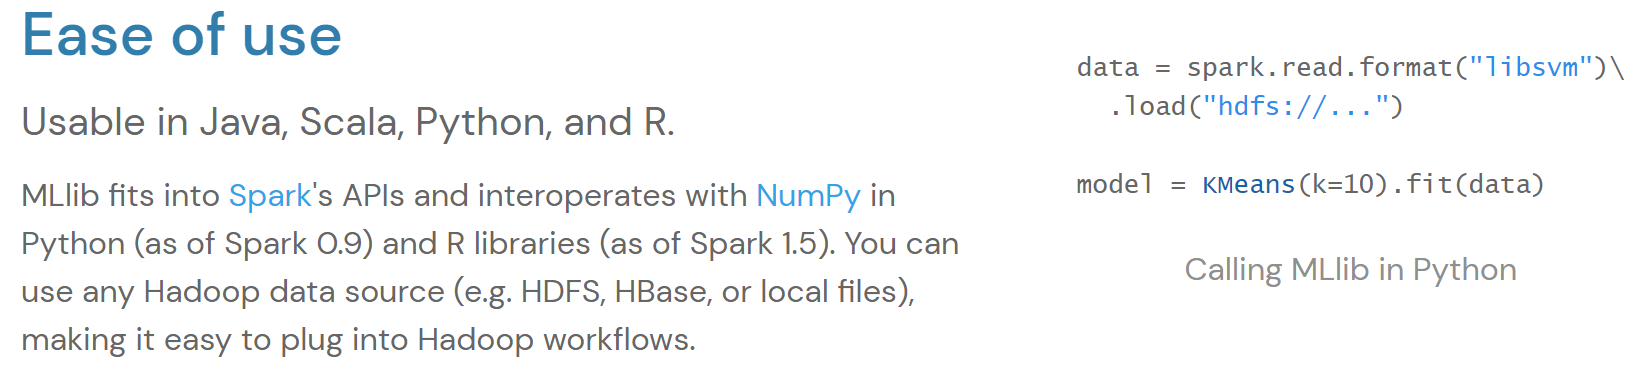 Ease of use
Usable in Java, Scala, Python, and R.
MLlib fits into Spark's APIs and interoperates with NumPy in
Python (as of Spark 0.9) and R libraries (as of Spark 1.5). You can
use any Hadoop data source (e.g. HDFS, HBase, or local files),
making it easy to plug into Hadoop workflows.
data = spark.read.format("libsvm")\
  .load("hdfs://...")
model = KMeans(k=10).fit(data)
Calling MLlib in Python